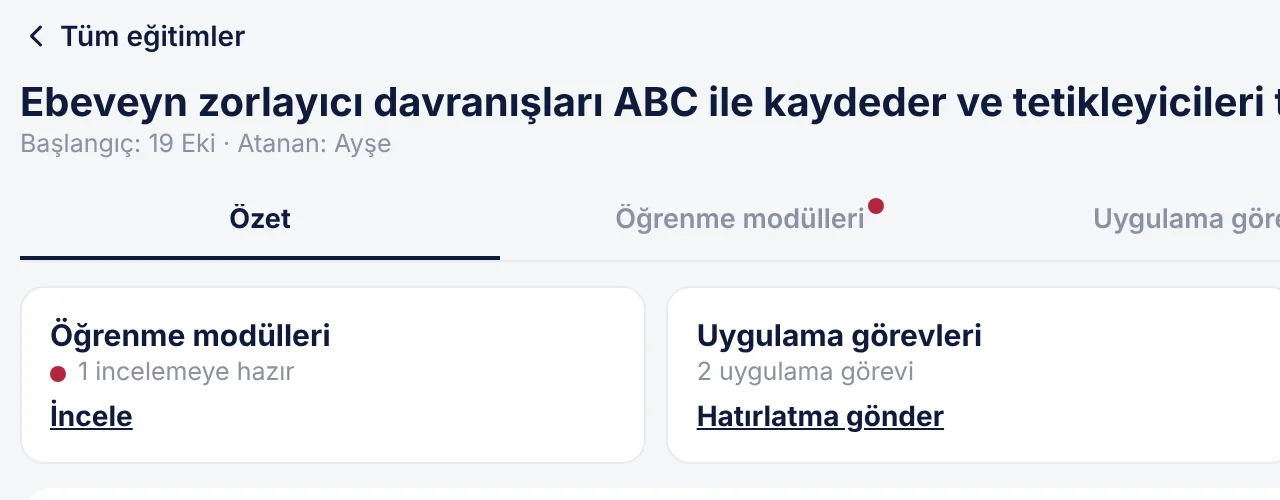 Tüm eğitimler
Ebeveyn zorlayıcı davranışları ABC ile kaydeder ve tetikleyicileri
Başlangıç: 19 Eki · Atanan: Ayşe
Özet
Öğrenme modülleri
Uygulama
Öğrenme modülleri
1 incelemeye hazır
İncele
Uygulama görevleri
2 uygulama görevi
Hatırlatma gönder